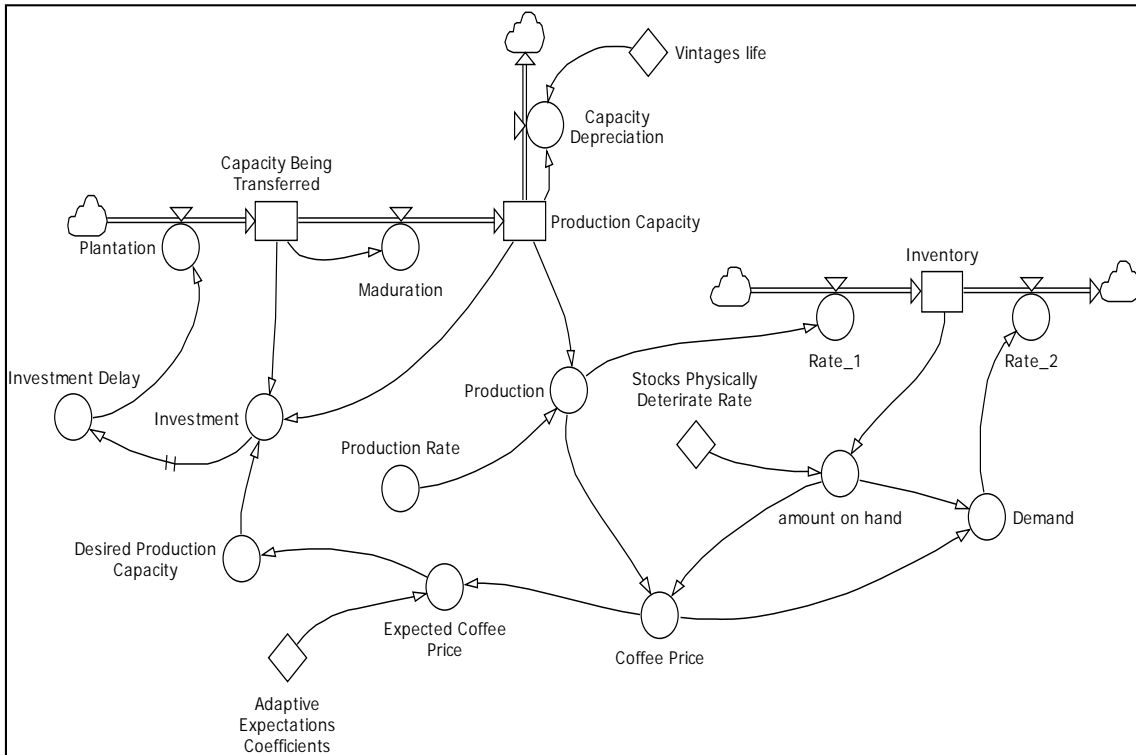 Vintages life
Capacity
Depreciation
Capacity Being
Transferred
Production Capacity
Plantation
Maduration
Inventory
Rate_1
Rate_2
Investment Delay
Investment
Production
Stocks Physically
Deterirate Rate
Production Rate
amount on hand
Demand
Desired Production
Capacity
Expected Coffee
Price
Coffee Price
Adaptive
Expectations
Coefficients